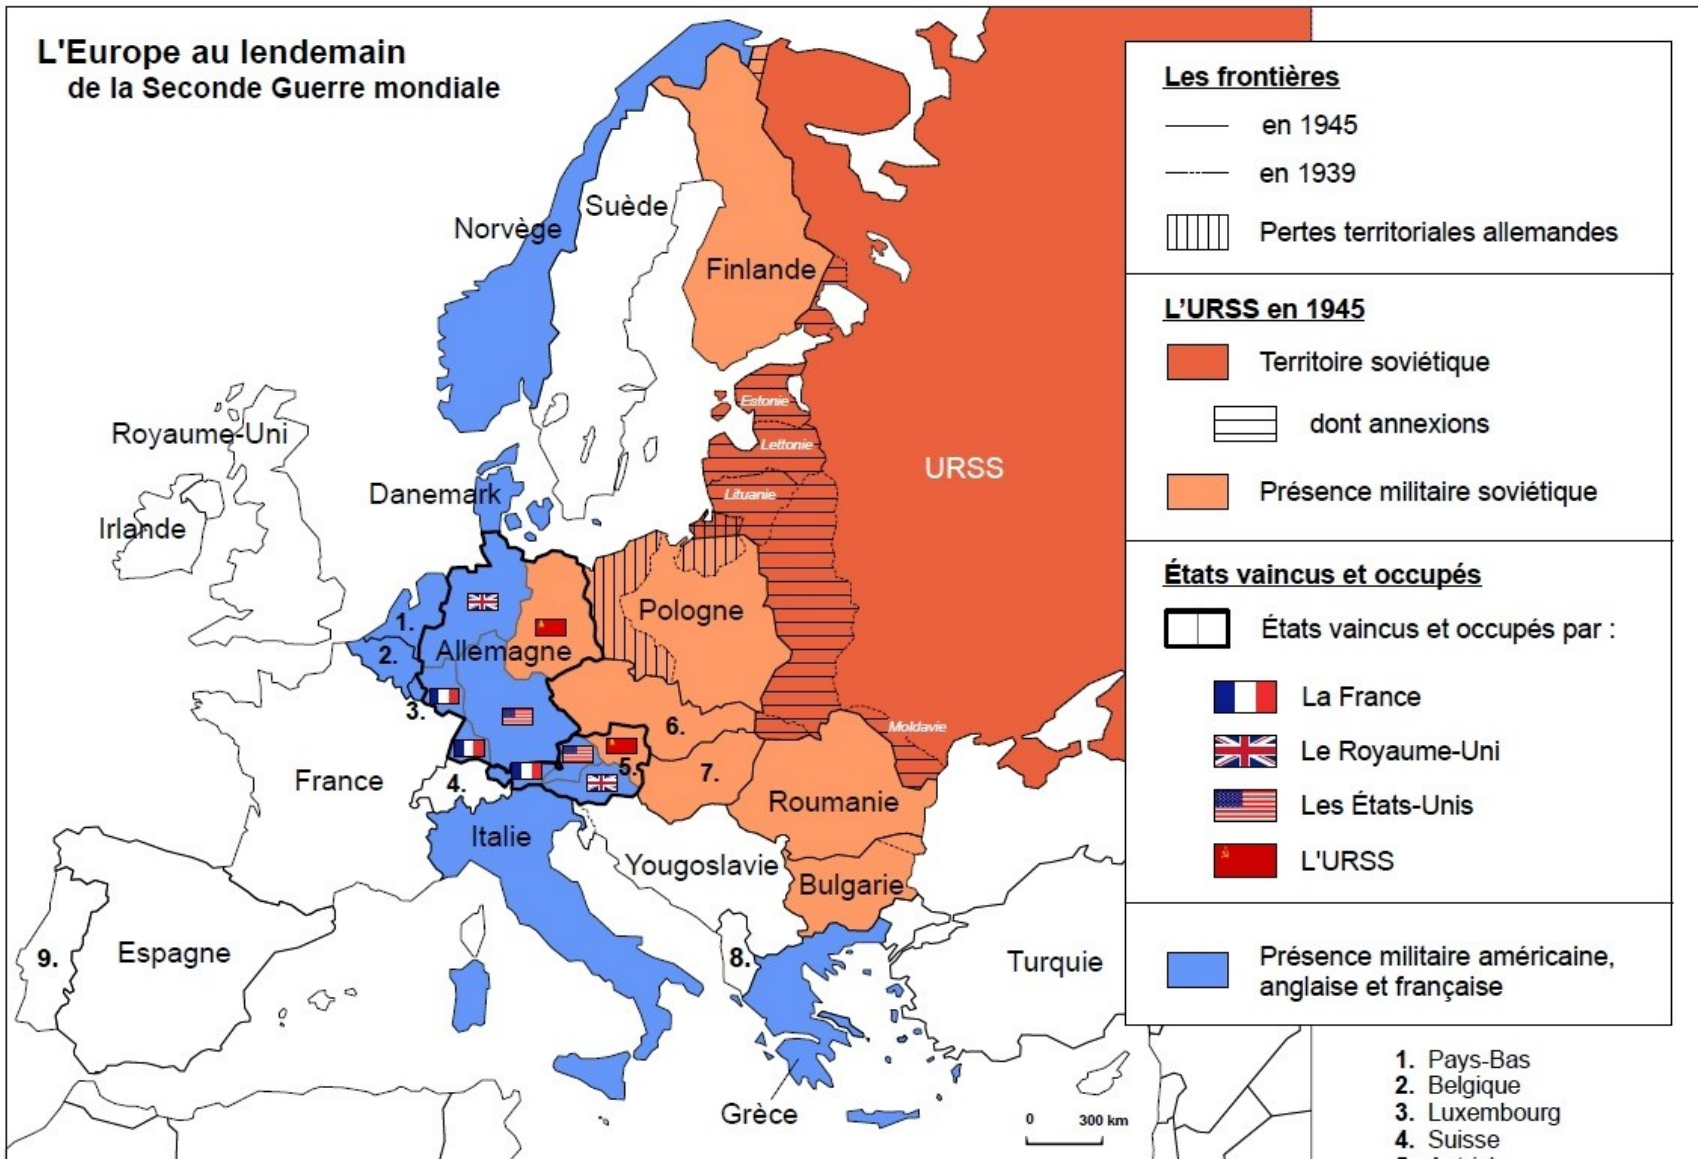 L'Europe au lendemain
de la Seconde Guerre mondiale
Les frontières
en 1945
en 1939
Pertes territoriales allemandes
L'URSS en 1945
Territoire soviétique
dont annexions
Présence militaire soviétique
États vaincus et occupés
États vaincus et occupés par :
La France
Le Royaume-Uni
Les États-Unis
L'URSS
Présence militaire américaine,
anglaise et française
1. Pays-Bas
2. Belgique
3. Luxembourg
4. Suisse
Suède
Norvège
Finlande
Estonie
Royaume-Uni
Lettonie
URSS
Danemark
Lituanie
Irlande
Pologne
1.
Allemagne
2.
3.
6.
Moldavie
5.
7.
France
4.
Roumanie
Italie
Yougoslavie
Bulgarie
Espagne
9.
8.
Turquie
Grèce
0 300 km